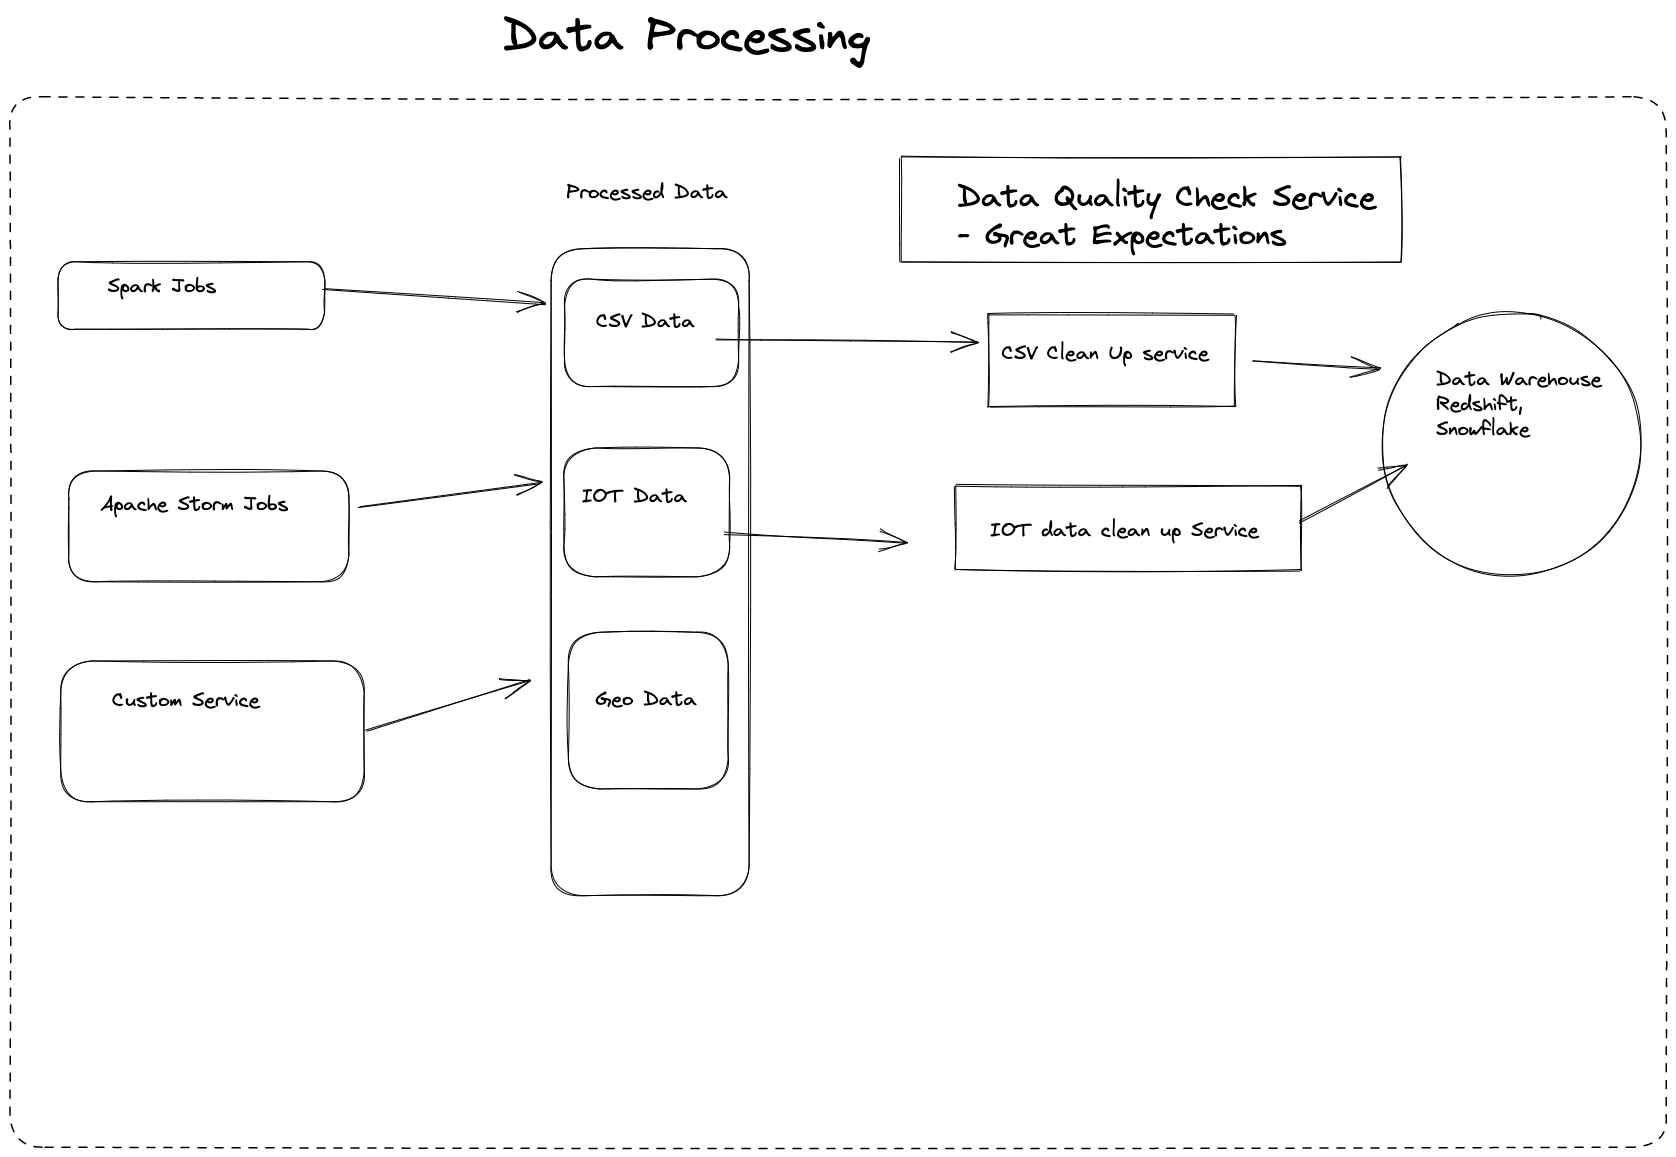 Data Processing
Processed Data
Data Quality Check Service
- Great Expectations
Spark Jobs
CSV Data
CSV Clean Up service
Data Warehouse
Redshift,
Snowflake
Apache Storm Jobs
IOT Data
IOT data clean up Service
Custom Service
Geo Data